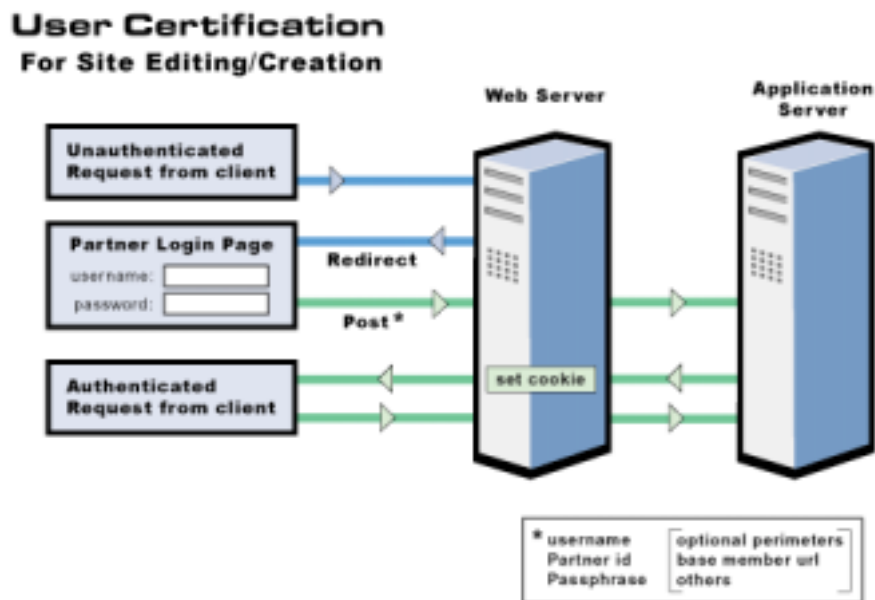 User Certification
For Site Editing/Creation
Web Server
Application
Server
Unauthenticated
Request from client
Partner Login Page
username:
password:
Redirect
Post*
Authenticated
Request from client
set cookie
* username
Partner id
Passphrase
optional perimeters
base member url
others